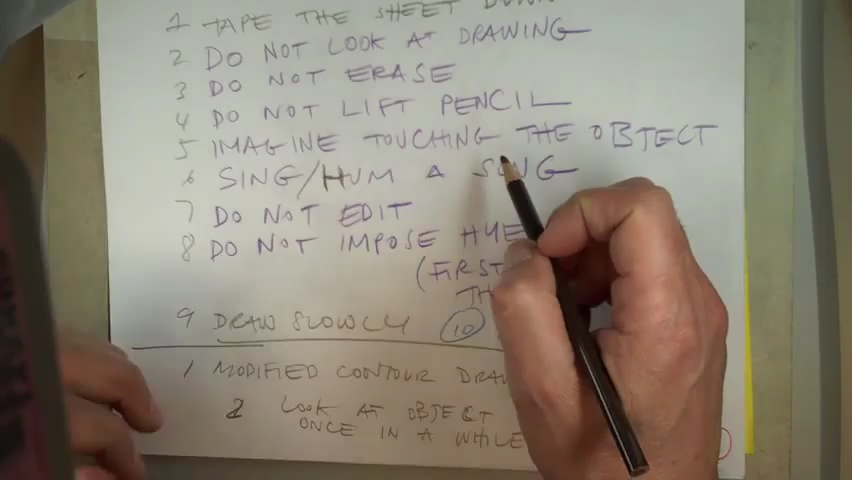 1 TAPE THE SHEET DOWN
2 DO NOT LOOK AT DRAWING
3 DO NOT ERASE
4 DO NOT LIFT PENCIL
5 IMAGINE TOUCHING THE OBJECT
6 SING/HUM A SONG
7 DO NOT EDIT
8 DO NOT IMPOSE
(FIRST
9 DRAW SLOWLY 10
1 MODIFIED CONTOUR
2 LOOK AT OBJECT
ONCE IN A WHILE